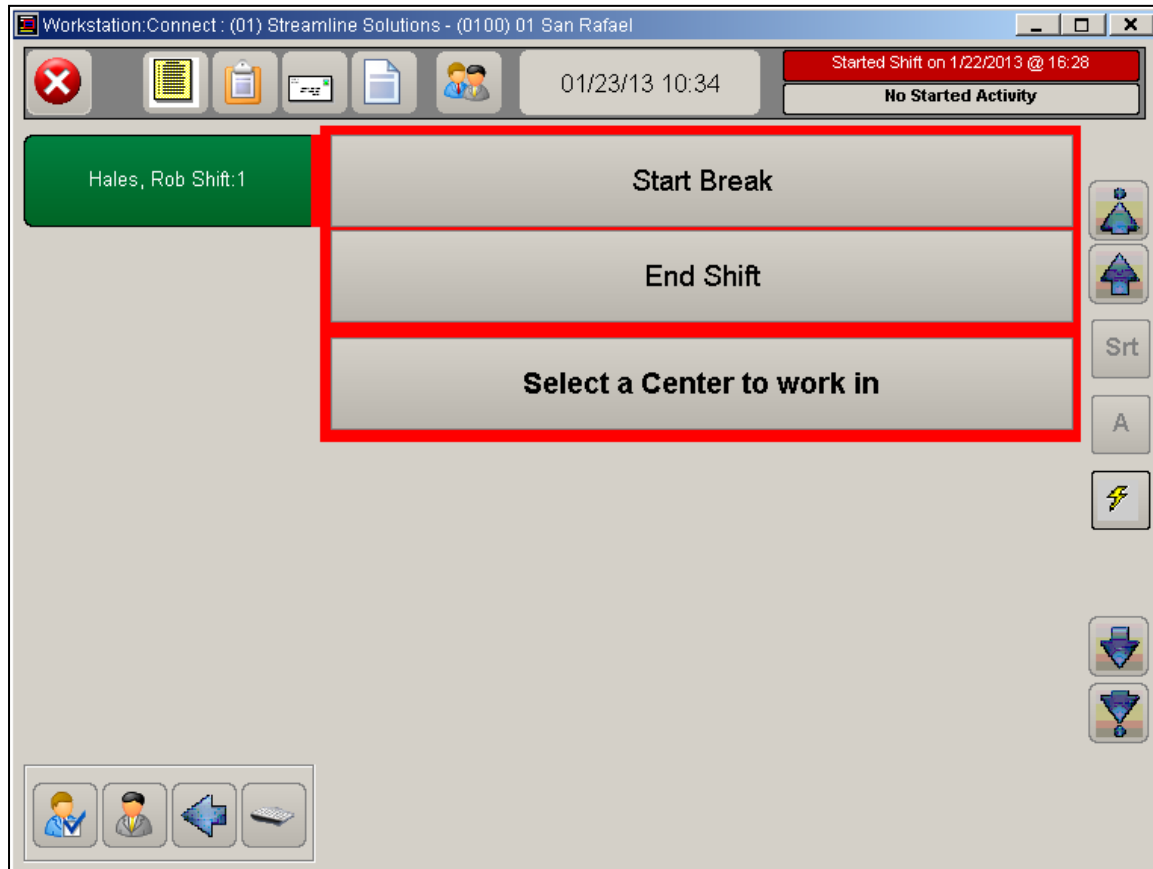 Workstation:Connect : (01) Streamline Solutions - (0100) 01 San Rafael
01/23/13 10:34
Started Shift on 1/22/2013 @ 16:28
No Started Activity
Hales, Rob Shift:1
Start Break
End Shift
Select a Center to work in
Srt
A